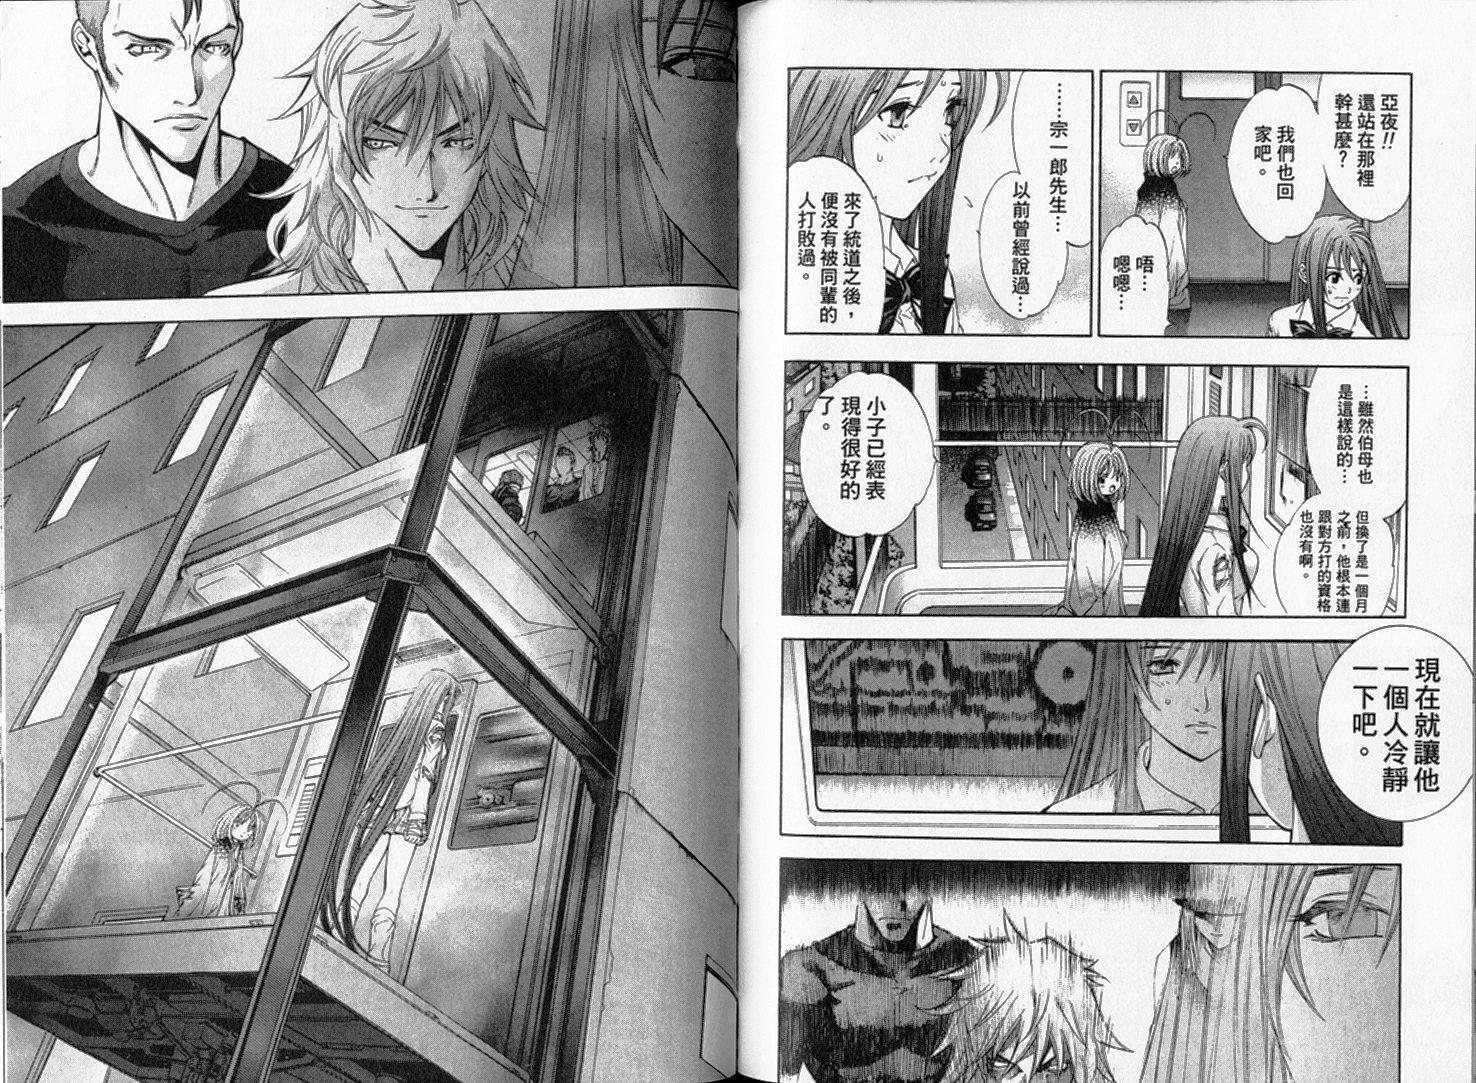 亞夜!!
還站在那裡
幹甚麼?
我們也回
家吧。
唔…
嗯嗯…
……宗一郎先生…
以前曾經說過…
來了統道之後，
便沒有被同輩的
人打敗過。
…雖然伯母也
是這樣說的…
但換了是一個月
之前，他根本連
跟對方打的資格
也沒有啊。
小子已經表
現得很好的
了。
現在就讓他
一個人冷靜
一下吧。